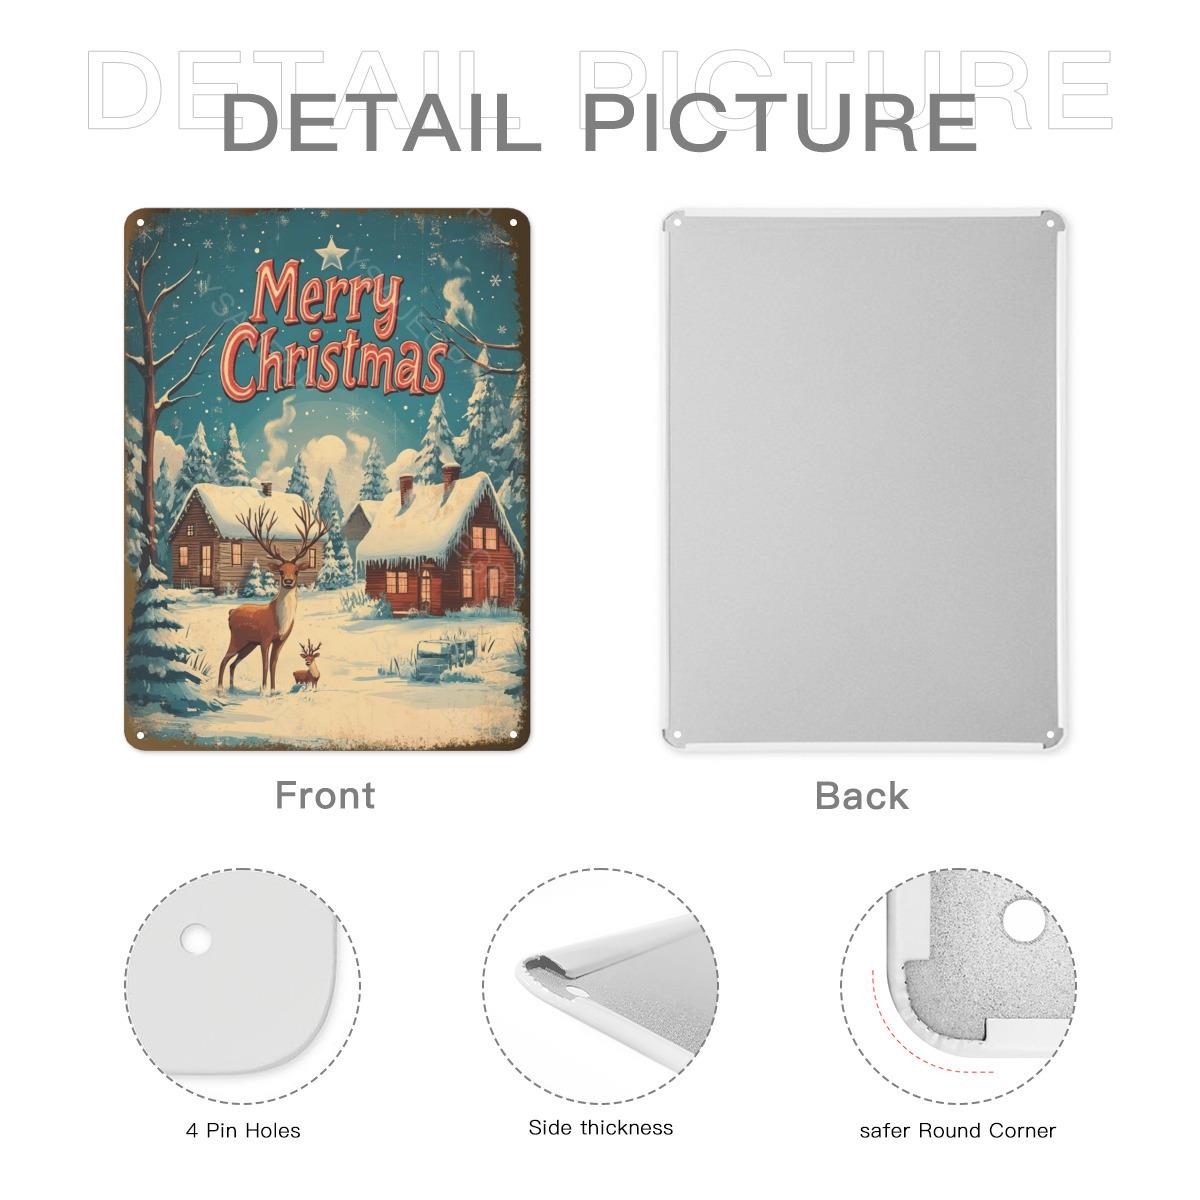 DETAIL PICTURE
DETAIL PICTURE
Merry
Christmas
Front
Back
4 Pin Holes
Side thickness
safer Round Corner